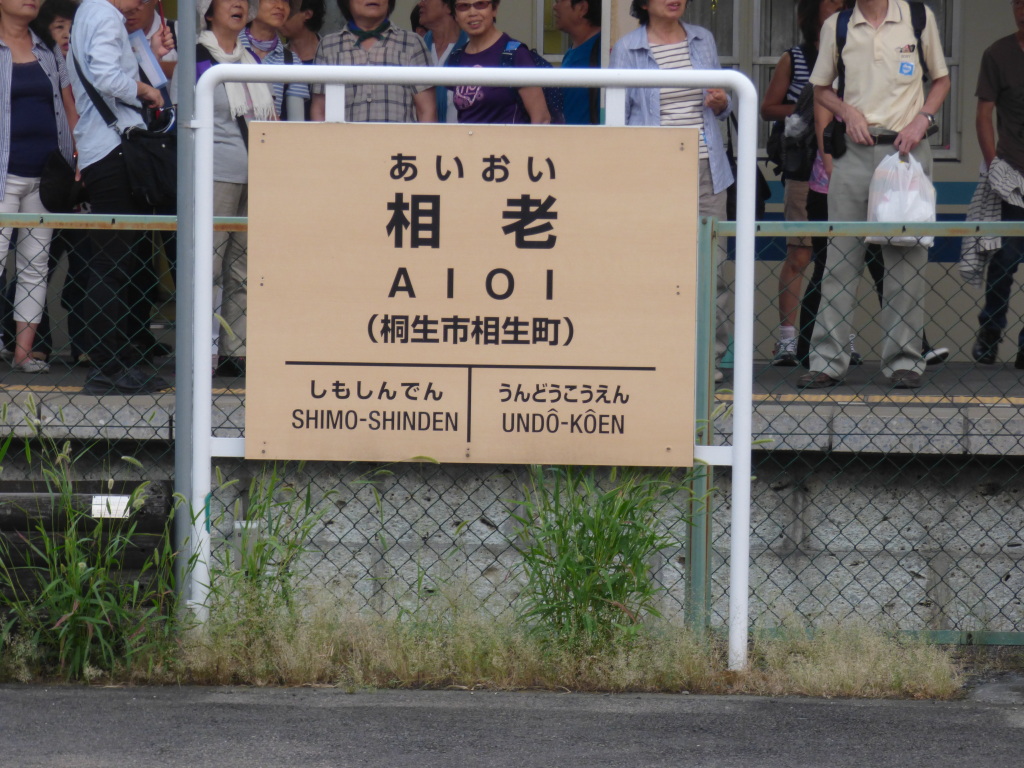 あいおい
相老
AIOI
(桐生市相生町)
しもしんでん
SHIMO-SHINDEN
うんどうこうえん
UNDÔ-KÔEN